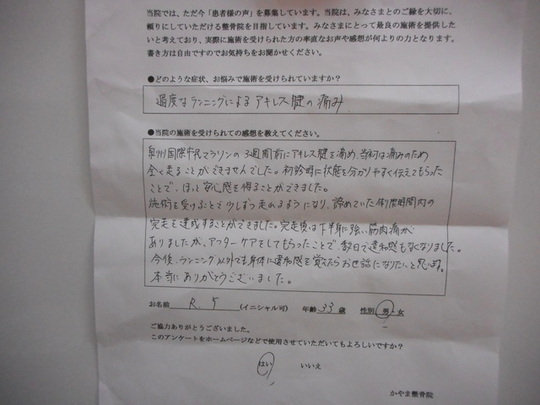 当院では、ただ今「患者様の声」を募集しています。当院は、みなさまとのご縁を大切に、
頼りにしていただける整骨院を目指しています。みなさまにとって最良の施術を提供した
いと考えており、実際に施術を受けられた方の率直なお声や感想が何よりの力となります。
書き方は自由ですのでお気持ちをお聞かせください。
●どのような症状、お悩みで施術を受けられていますか？
過度なランニングによるアキレス腱の痛み
●当院の施術を受けられての感想を教えてください。
泉州国際市民マラソンの3週間前にアキレス腱を痛め、当初は痛みのため
全く走ることができませんでした。初診時に状態を分かりやすく伝えてもらった
ことで、ほっと安心感を得ることができました。
施術を受けることで少しずつ走れるようになり、諦めていた制限時間内の
完走も達成することができました。完走後は下半身に強い筋肉痛が
ありましたが、アフターケアをしてもらったことで、数日で違和感もなくなりました。
今後、ランニング以外でも身体に違和感を覚えたらお世話になりたいと思います。
本当にありがとうございました。
お名前 R.Y (イニシャル可) 年齢 33 歳 性別 男・女
ご協力ありがとうございました。
このアンケートをホームページなどで使用させていただいてもよろしいですか？
はい いいえ
かやま整骨院